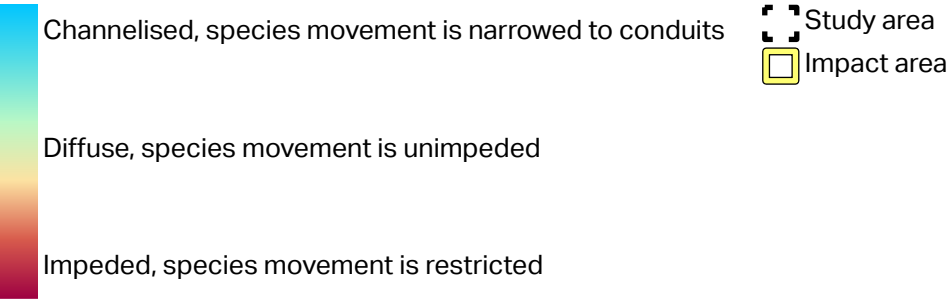 Channelised, species movement is narrowed to conduits
Diffuse, species movement is unimpeded
Impeded, species movement is restricted
Study area
Impact area